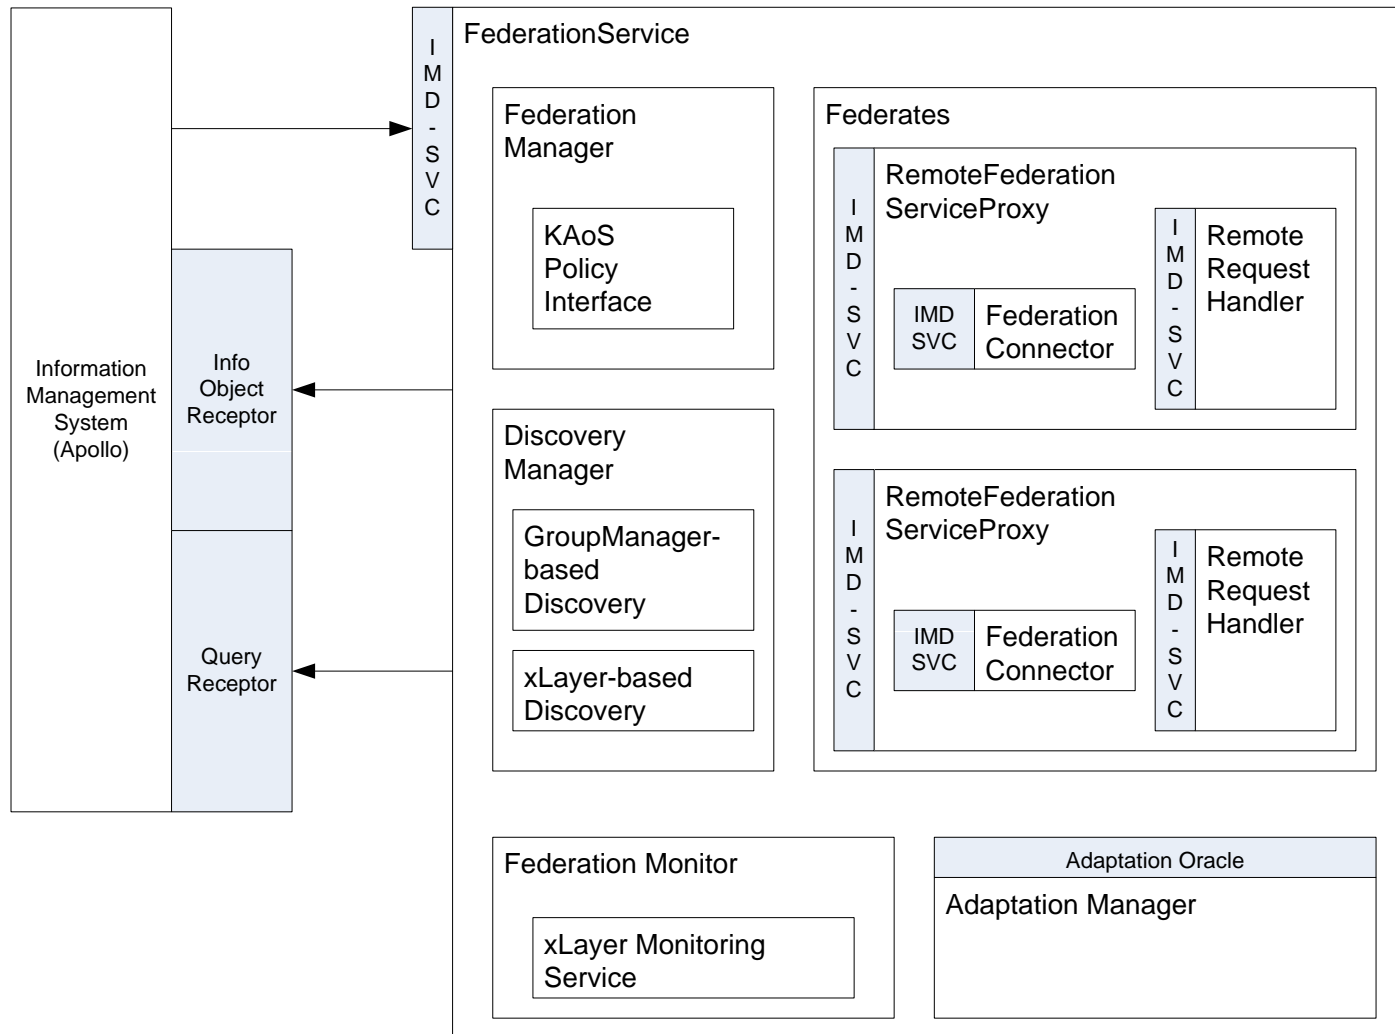 Information
Management
System
(Apollo)
Info
Object
Receptor
Query
Receptor
I
M
D
-
S
V
C
FederationService
Federation
Manager
KAoS
Policy
Interface
Discovery
Manager
GroupManager-
based
Discovery
xLayer-based
Discovery
Federates
I
M
D
-
S
V
C
RemoteFederation
ServiceProxy
IMD
SVC
Federation
Connector
I
M
D
-
S
V
C
Remote
Request
Handler
I
M
D
-
S
V
C
RemoteFederation
ServiceProxy
IMD
SVC
Federation
Connector
I
M
D
-
S
V
C
Remote
Request
Handler
Federation Monitor
xLayer Monitoring
Service
Adaptation Oracle
Adaptation Manager